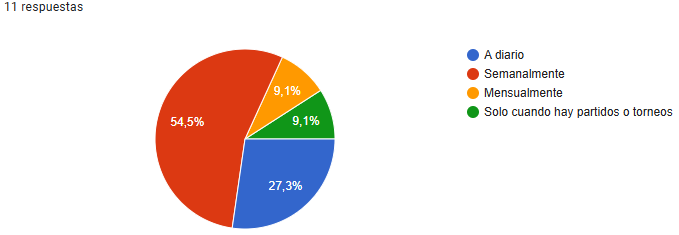 11 respuestas
A diario
Semanalmente
Mensualmente
Solo cuando hay partidos o torneos
54,5%
9,1%
9,1%
27,3%